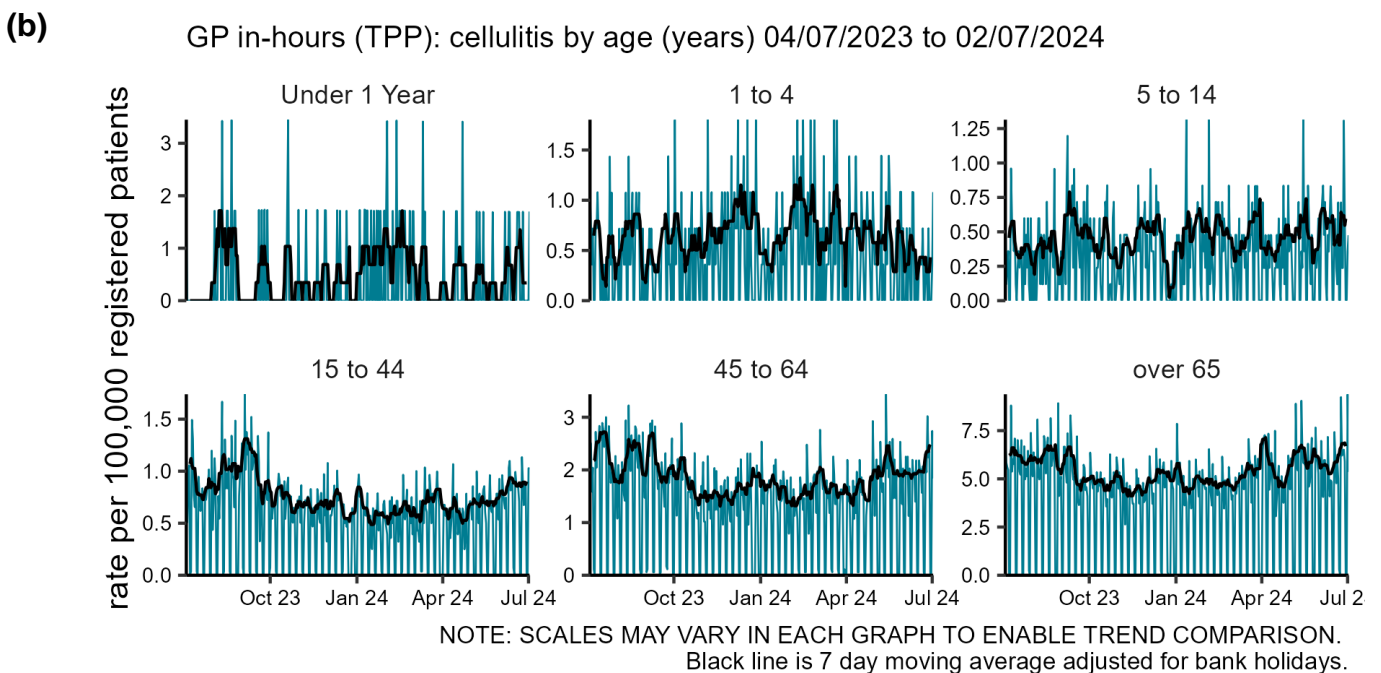 (b)
GP in-hours (TPP): cellulitis by age (years) 04/07/2023 to 02/07/2024
rate per 100,000 registered patients
Under 1 Year
3
2
1
0
1 to 4
1.5
1.0
0.5
0.0
5 to 14
1.25
1.00
0.75
0.50
0.25
0.00
15 to 44
1.5
1.0
0.5
0.0
Oct 23 Jan 24 Apr 24 Jul 24
45 to 64
3
2
1
0
Oct 23 Jan 24 Apr 24 Jul 24
over 65
7.5
5.0
2.5
0.0
Oct 23 Jan 24 Apr 24 Jul 2
NOTE: SCALES MAY VARY IN EACH GRAPH TO ENABLE TREND COMPARISON.
Black line is 7 day moving average adjusted for bank holidays.